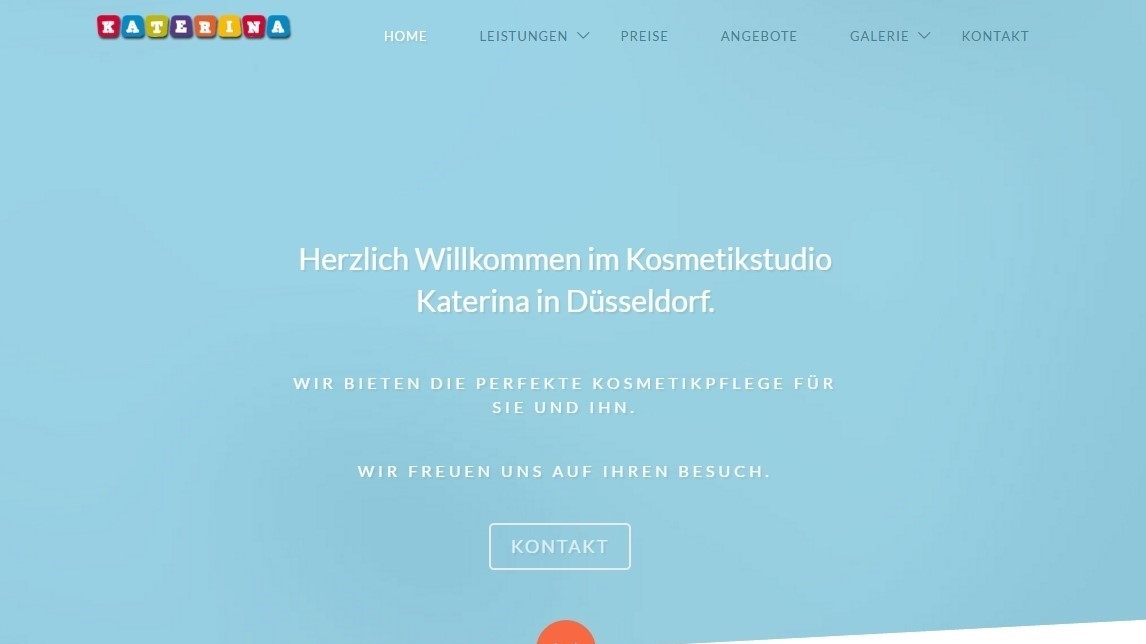 KATERINA
HOME LEISTUNGEN PREISE ANGEBOTE GALERIE KONTAKT
Herzlich Willkommen im Kosmetikstudio
Katerina in Düsseldorf.
WIR BIETEN DIE PERFEKTE KOSMETIKPFLEGE FÜR
SIE UND IHN.
WIR FREUEN UNS AUF IHREN BESUCH.
KONTAKT